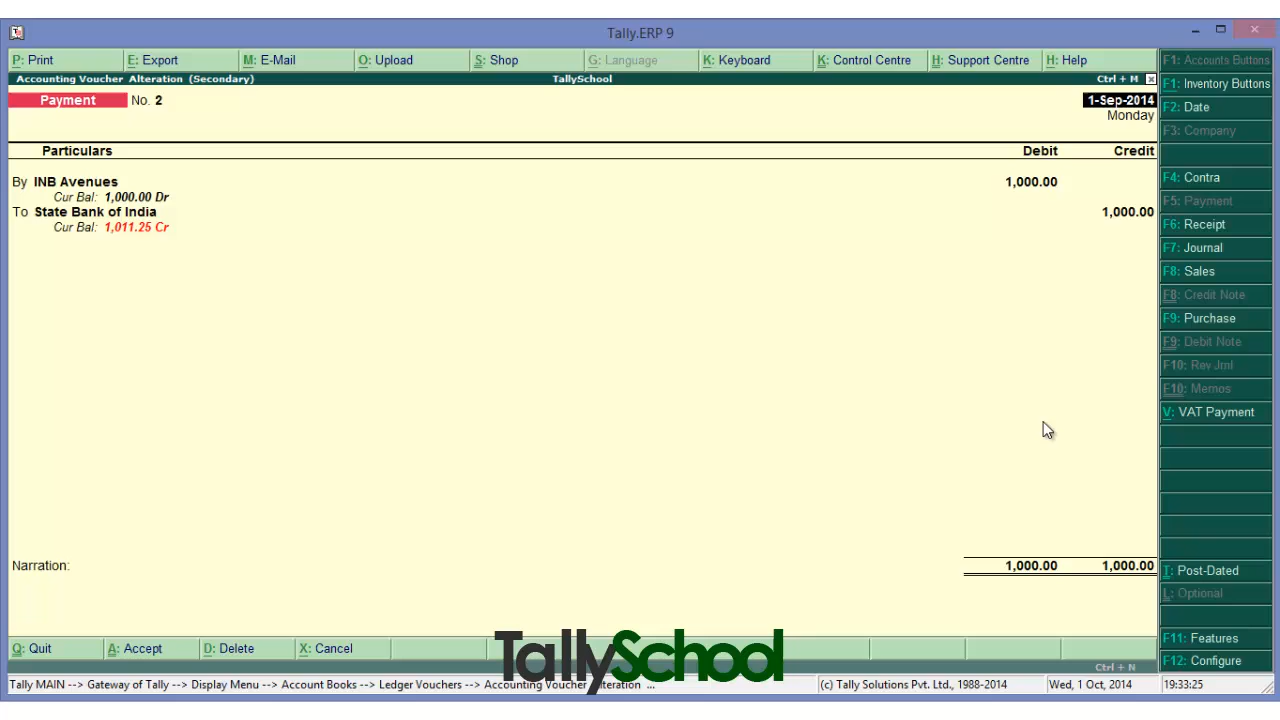 Tally.ERP 9
P: Print E: Export M: E-Mail O: Upload S: Shop G: Language K: Keyboard K: Control Centre H: Support Centre H: Help
Accounting Voucher Alteration (Secondary) TallySchool Ctrl + M
Payment No. 2 1-Sep-2014
Monday
Particulars Debit Credit
By INB Avenues 1,000.00
Cur Bal: 1,000.00 Dr
To State Bank of India 1,000.00
Cur Bal: 1,011.25 Cr
Narration: 1,000.00 1,000.00
F1: Accounts Buttons
F1: Inventory Buttons
F2: Date
F3: Company
F4: Contra
F5: Payment
F6: Receipt
F7: Journal
F8: Sales
F8: Credit Note
F9: Purchase
F9: Debit Note
F10: Rev Jrnl
F10: Memos
V: VAT Payment
T: Post-Dated
L: Optional
F11: Features
F12: Configure
Q: Quit A: Accept D: Delete X: Cancel
TallySchool
Ctrl + N
Tally MAIN --> Gateway of Tally --> Display Menu --> Account Books --> Ledger Vouchers --> Accounting Voucher Alteration ... (c) Tally Solutions Pvt. Ltd., 1988-2014 Wed, 1 Oct, 2014 19:33:25